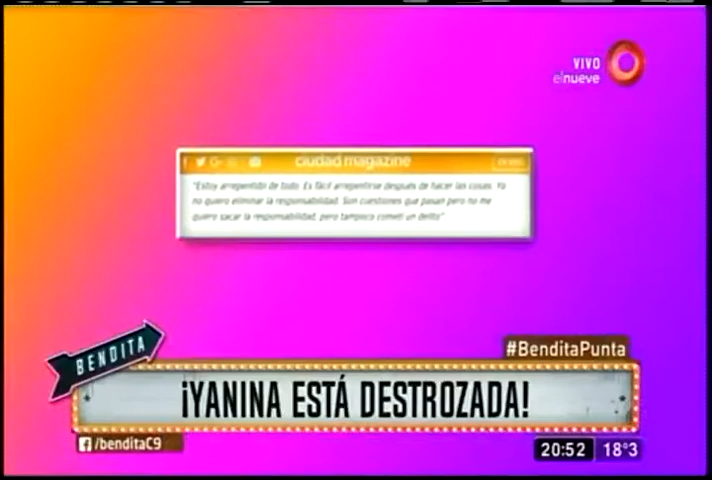 VIVO
elnueve
ciudad magazine
"Estoy arrepentido de todo. Es fácil arrepentirse después de hacer las cosas. Yo
no quiero eliminar la responsabilidad. Son cuestiones que pasan pero no me
quiero sacar la responsabilidad, pero tampoco cometí un delito"
#BenditaPunta
BENDITA
¡YANINA ESTÁ DESTROZADA!
/benditaC9
20:52 18°3